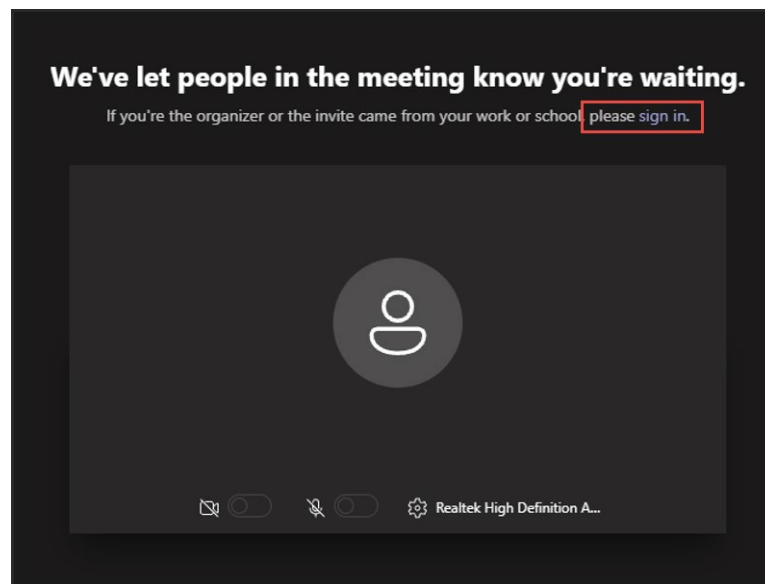 We've let people in the meeting know you're waiting.
If you're the organizer or the invite came from your work or school, please sign in.
Realtek High Definition A...